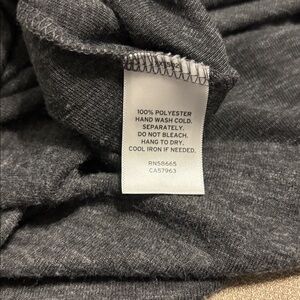 100% POLYESTER
HAND WASH COLD.
SEPARATELY.
DO NOT BLEACH.
HANG TO DRY.
COOL IRON IF NEEDED.
RN58665
CA57963